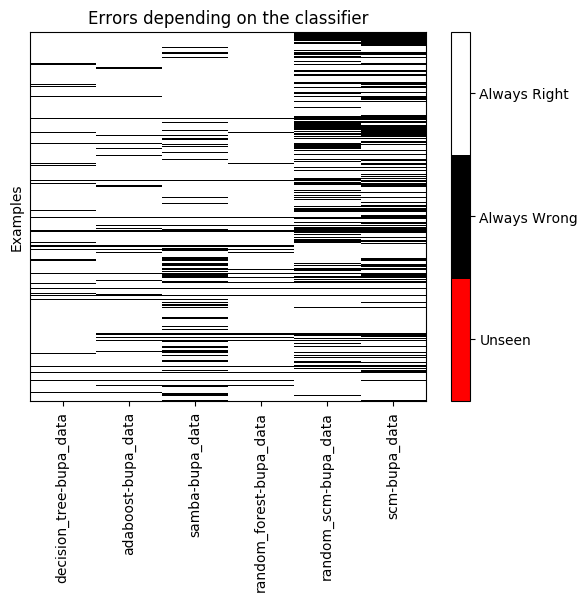 Errors depending on the classifier
Examples
Always Right
Always Wrong
Unseen
decision_tree-bupa_data
adaboost-bupa_data
samba-bupa_data
random_forest-bupa_data
random_scm-bupa_data
scm-bupa_data